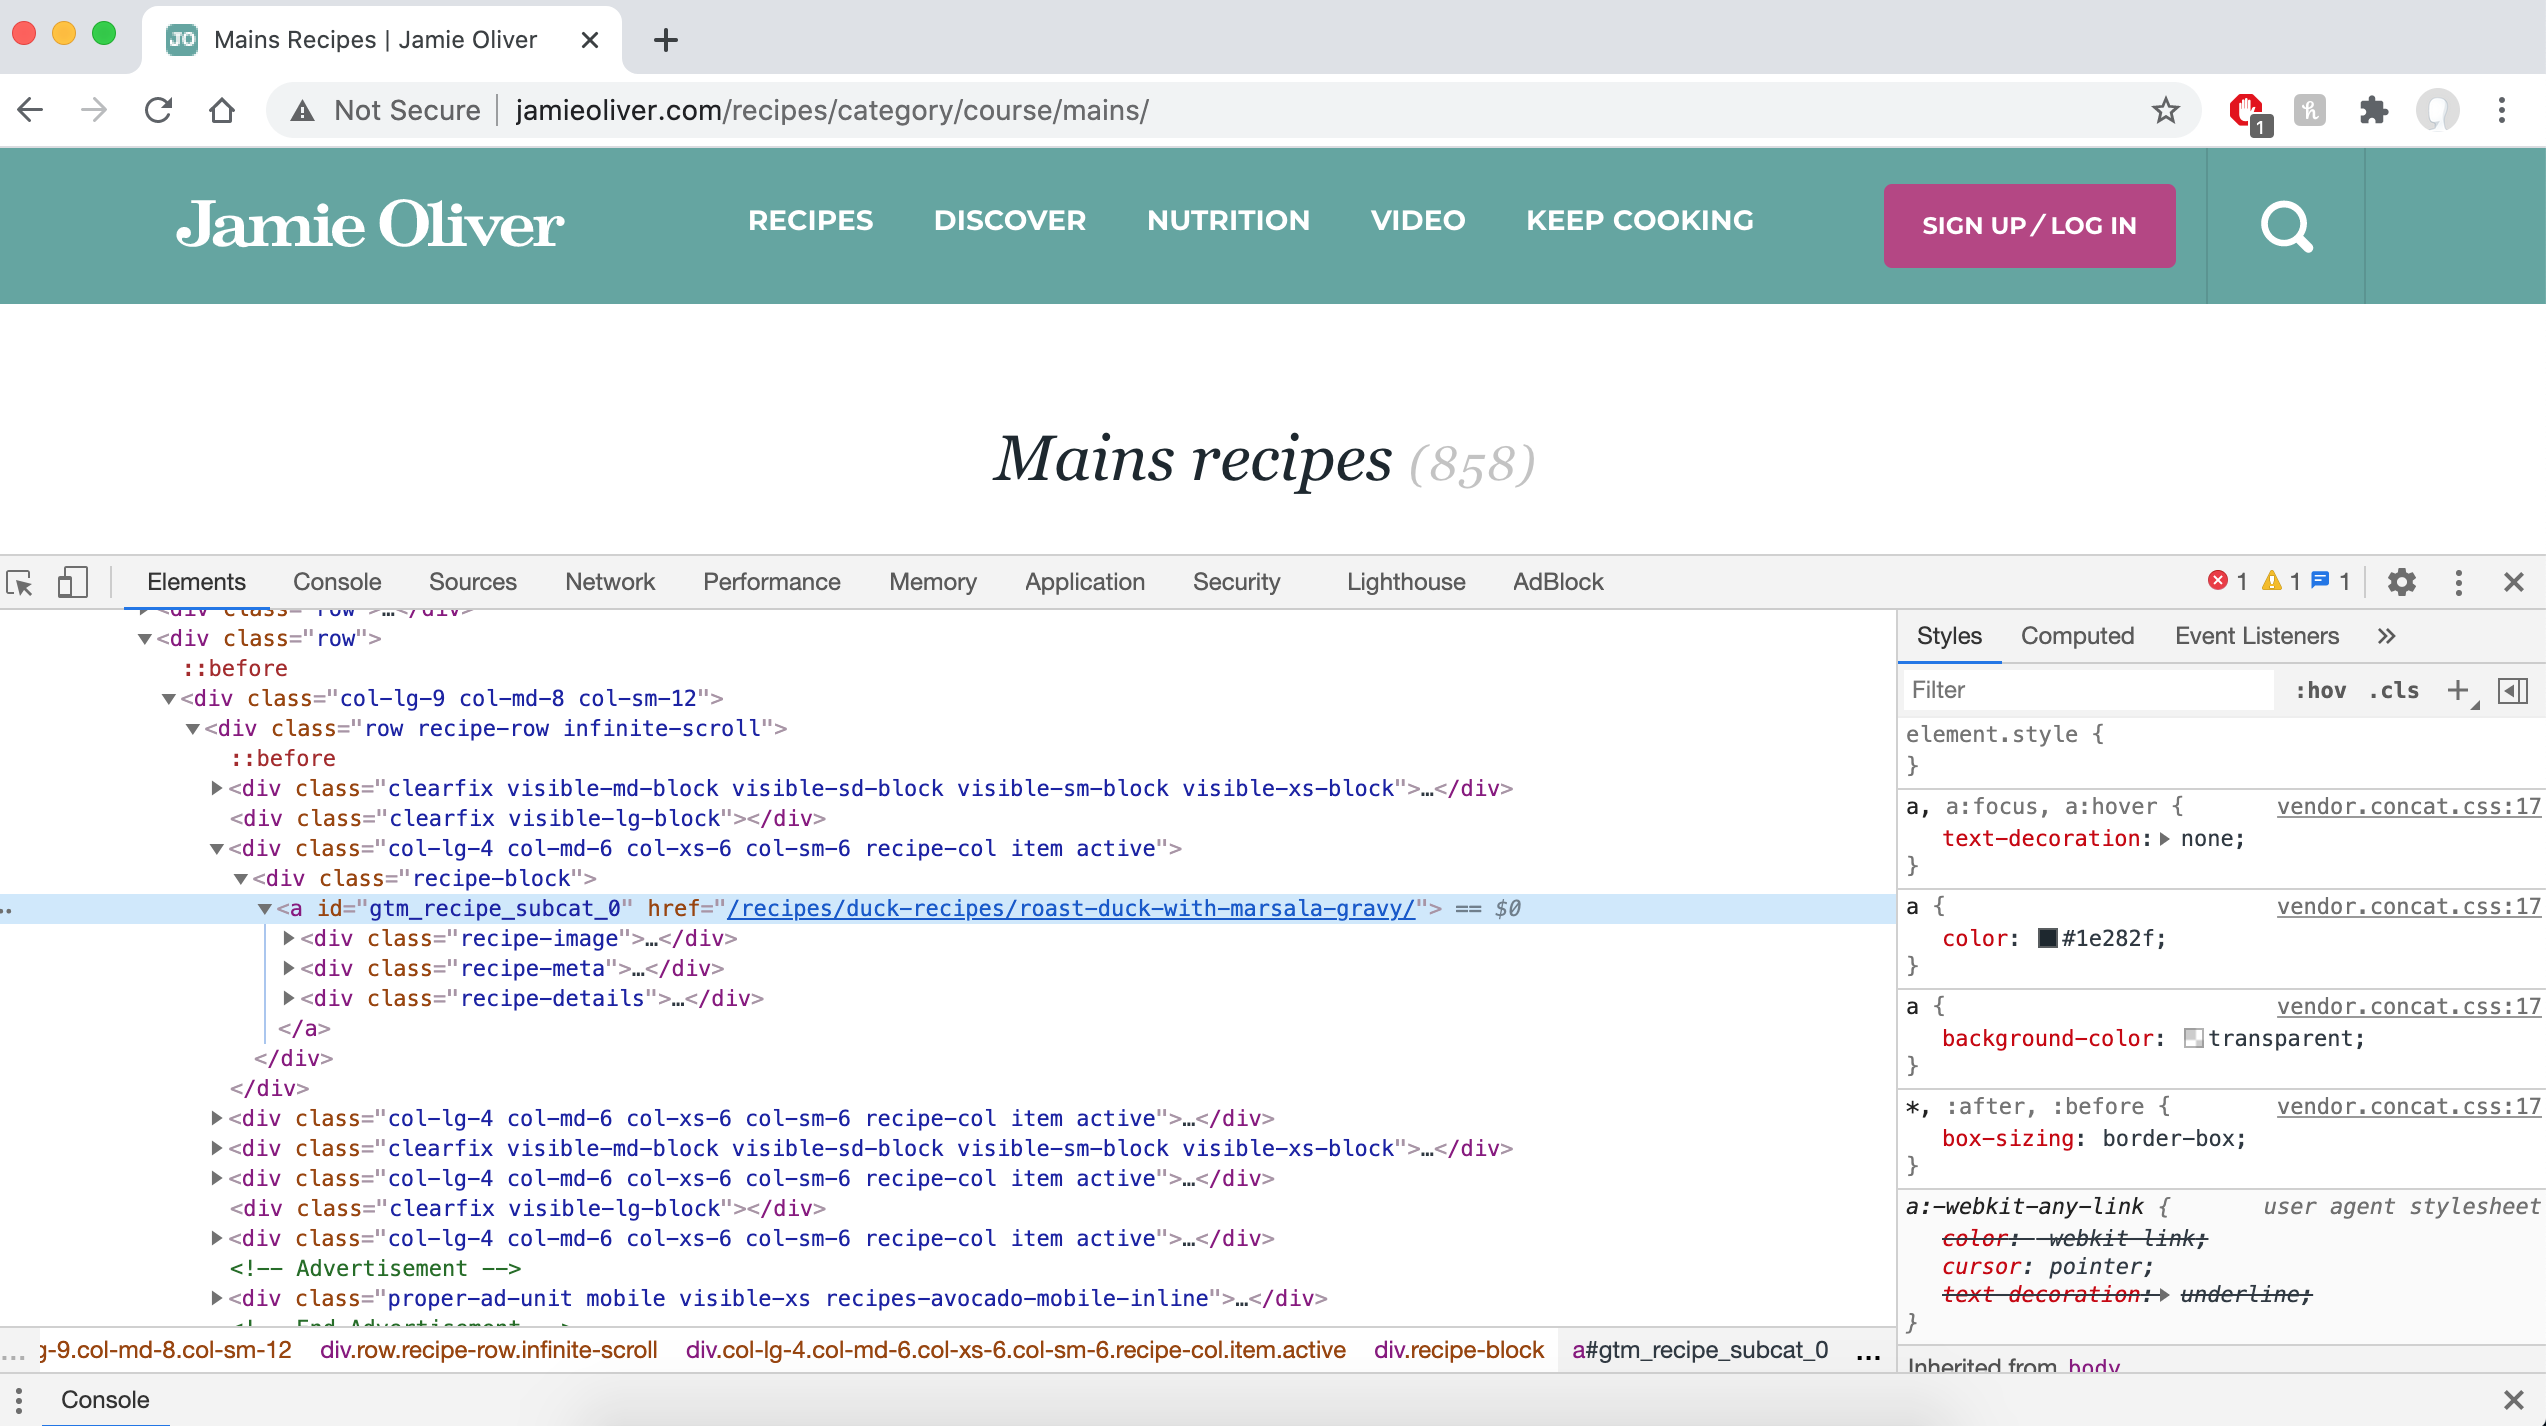 JO Mains Recipes | Jamie Oliver
Not Secure jamieoliver.com/recipes/category/course/mains/ 1
Jamie Oliver RECIPES DISCOVER NUTRITION VIDEO KEEP COOKING SIGN UP / LOG IN
Mains recipes (858)
Elements Console Sources Network Performance Memory Application Security Lighthouse AdBlock 1 1 1
<div class="row">…</div>
<div class="row">
::before
<div class="col-lg-9 col-md-8 col-sm-12">
<div class="row recipe-row infinite-scroll">
::before
<div class="clearfix visible-md-block visible-sd-block visible-sm-block visible-xs-block">…</div>
<div class="clearfix visible-lg-block"></div>
<div class="col-lg-4 col-md-6 col-xs-6 col-sm-6 recipe-col item active">
<div class="recipe-block">
<a id="gtm_recipe_subcat_0" href="/recipes/duck-recipes/roast-duck-with-marsala-gravy/"> == $0
<div class="recipe-image">…</div>
<div class="recipe-meta">…</div>
<div class="recipe-details">…</div>
</a>
</div>
</div>
<div class="col-lg-4 col-md-6 col-xs-6 col-sm-6 recipe-col item active">…</div>
<div class="clearfix visible-md-block visible-sd-block visible-sm-block visible-xs-block">…</div>
<div class="col-lg-4 col-md-6 col-xs-6 col-sm-6 recipe-col item active">…</div>
<div class="clearfix visible-lg-block"></div>
<div class="col-lg-4 col-md-6 col-xs-6 col-sm-6 recipe-col item active">…</div>
<!-- Advertisement -->
<div class="proper-ad-unit mobile visible-xs recipes-avocado-mobile-inline">…</div>
<!-- End Advertisement -->
... g-9.col-md-8.col-sm-12 div.row.recipe-row.infinite-scroll div.col-lg-4.col-md-6.col-xs-6.col-sm-6.recipe-col.item.active div.recipe-block a#gtm_recipe_subcat_0 ...
Styles Computed Event Listeners
Filter :hov .cls
element.style {
}
a, a:focus, a:hover { vendor.concat.css:17
text-decoration: none;
}
a { vendor.concat.css:17
color: #1e282f;
}
a { vendor.concat.css:17
background-color: transparent;
}
*, :after, :before { vendor.concat.css:17
box-sizing: border-box;
}
a:-webkit-any-link { user agent stylesheet
color: -webkit-link;
cursor: pointer;
text-decoration: underline;
}
Inherited from body
Console